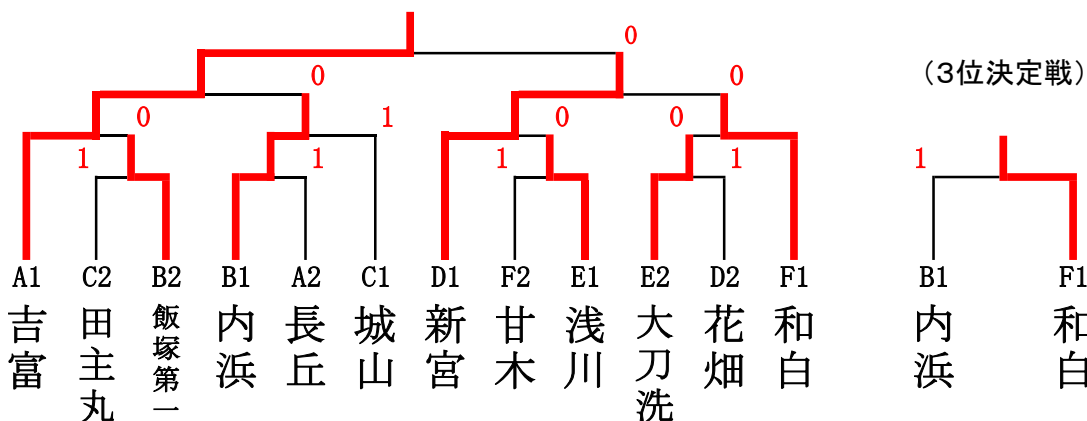 0
0 0
（3位決定戦）
0 1 0 0
1 1 1 1 1
A1 C2 B2 B1 A2 C1 D1 F2 E1 E2 D2 F1 B1 F1
吉富 田主丸 飯塚第一 内浜 長丘 城山 新宮 甘木 浅川 大刀洗 花畑 和白 内浜 和白